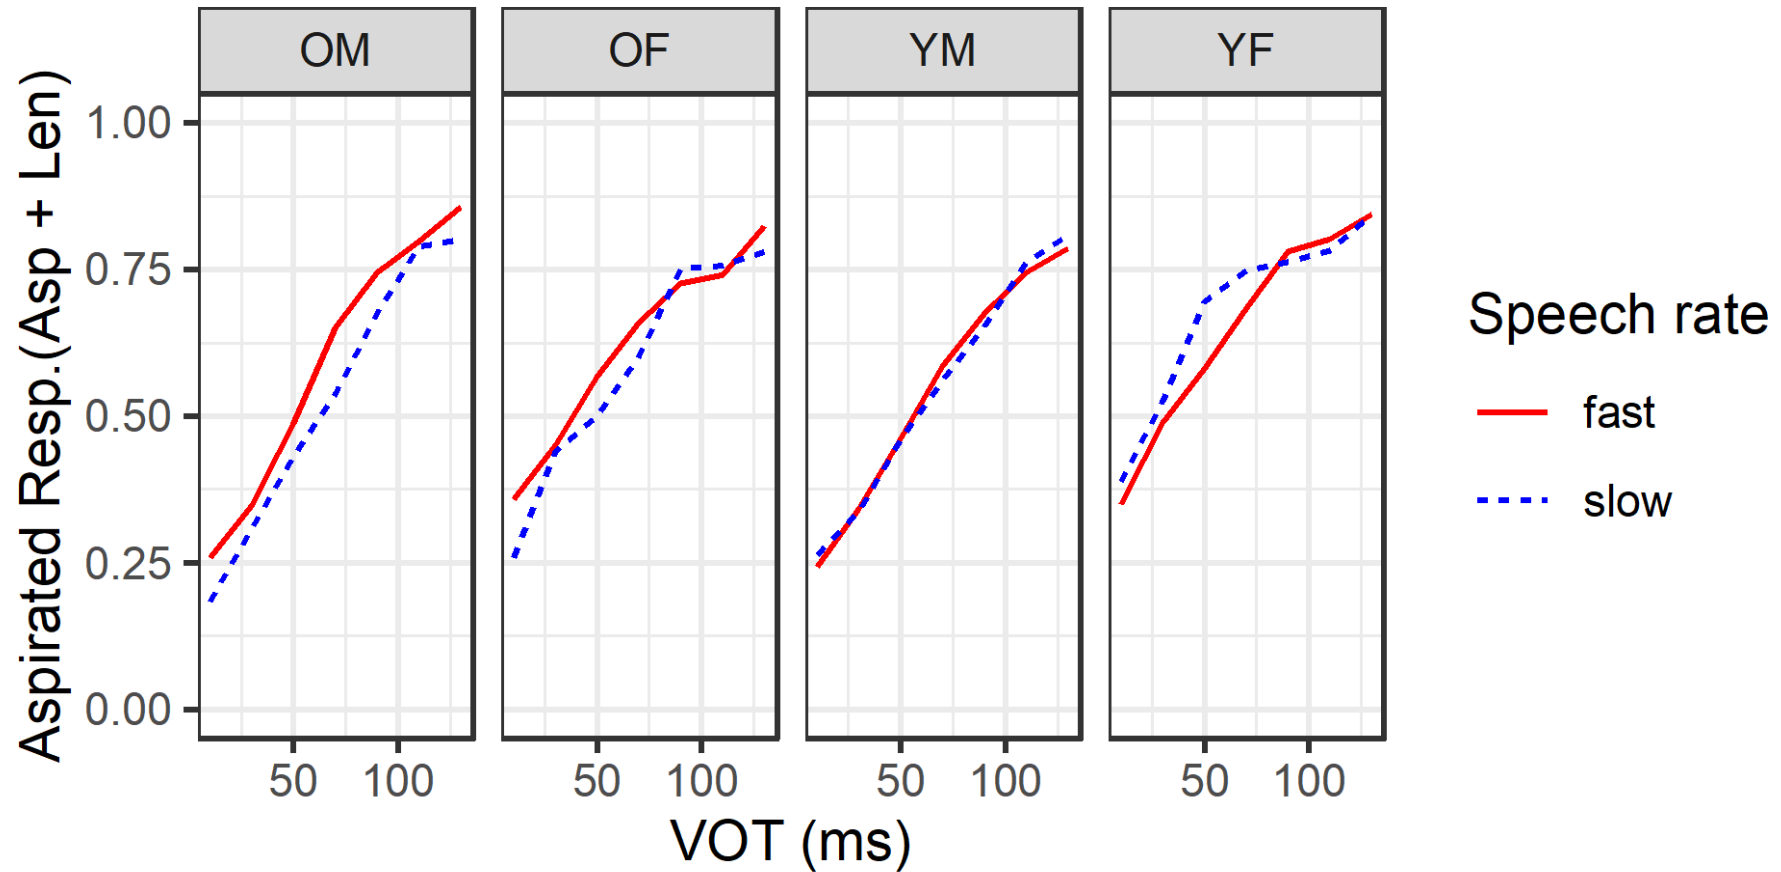 OM OF YM YF
Aspirated Resp.(Asp + Len)
1.00
0.75
0.50
0.25
0.00
50 100 50 100 50 100 50 100
VOT (ms)
Speech rate
fast
slow